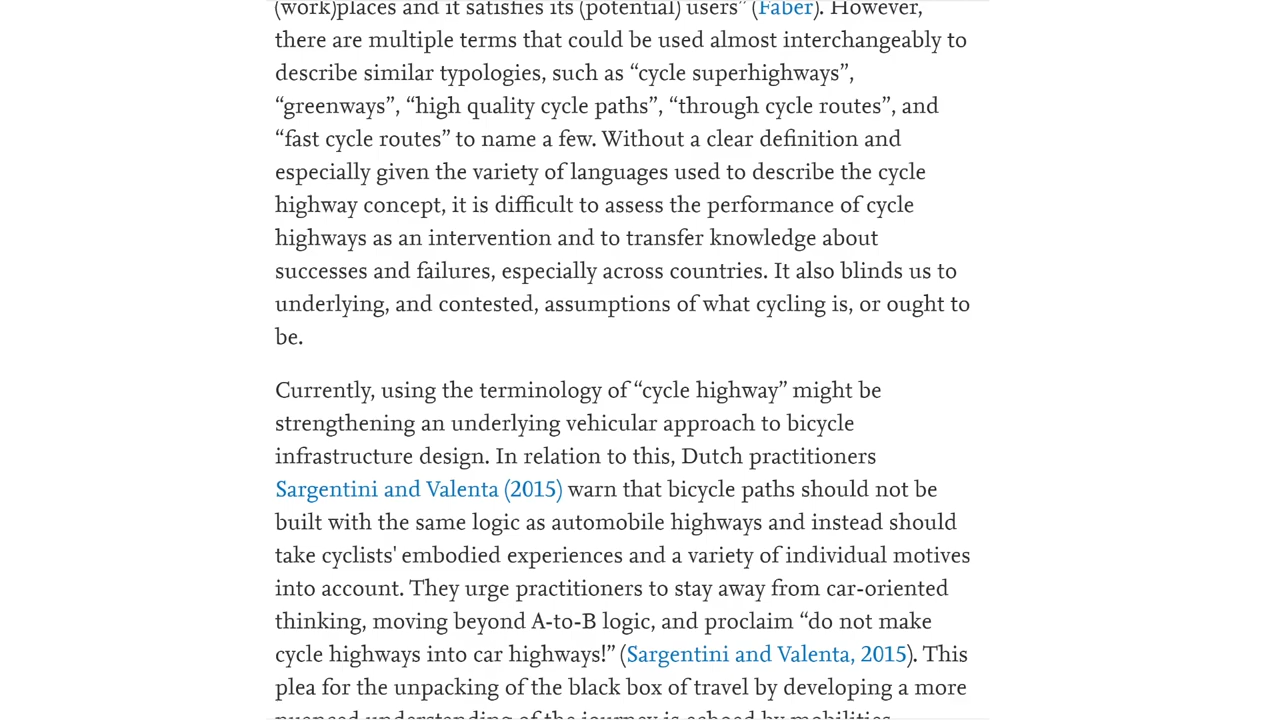 (work)places and it satisfies its (potential) users” (Faber). However,
there are multiple terms that could be used almost interchangeably to
describe similar typologies, such as “cycle superhighways”,
“greenways”, “high quality cycle paths”, “through cycle routes”, and
“fast cycle routes” to name a few. Without a clear definition and
especially given the variety of languages used to describe the cycle
highway concept, it is difficult to assess the performance of cycle
highways as an intervention and to transfer knowledge about
successes and failures, especially across countries. It also blinds us to
underlying, and contested, assumptions of what cycling is, or ought to
be.
Currently, using the terminology of “cycle highway” might be
strengthening an underlying vehicular approach to bicycle
infrastructure design. In relation to this, Dutch practitioners
Sargentini and Valenta (2015) warn that bicycle paths should not be
built with the same logic as automobile highways and instead should
take cyclists' embodied experiences and a variety of individual motives
into account. They urge practitioners to stay away from car-oriented
thinking, moving beyond A-to-B logic, and proclaim “do not make
cycle highways into car highways!” (Sargentini and Valenta, 2015). This
plea for the unpacking of the black box of travel by developing a more
nuanced understanding of the journey is echoed by mobilities